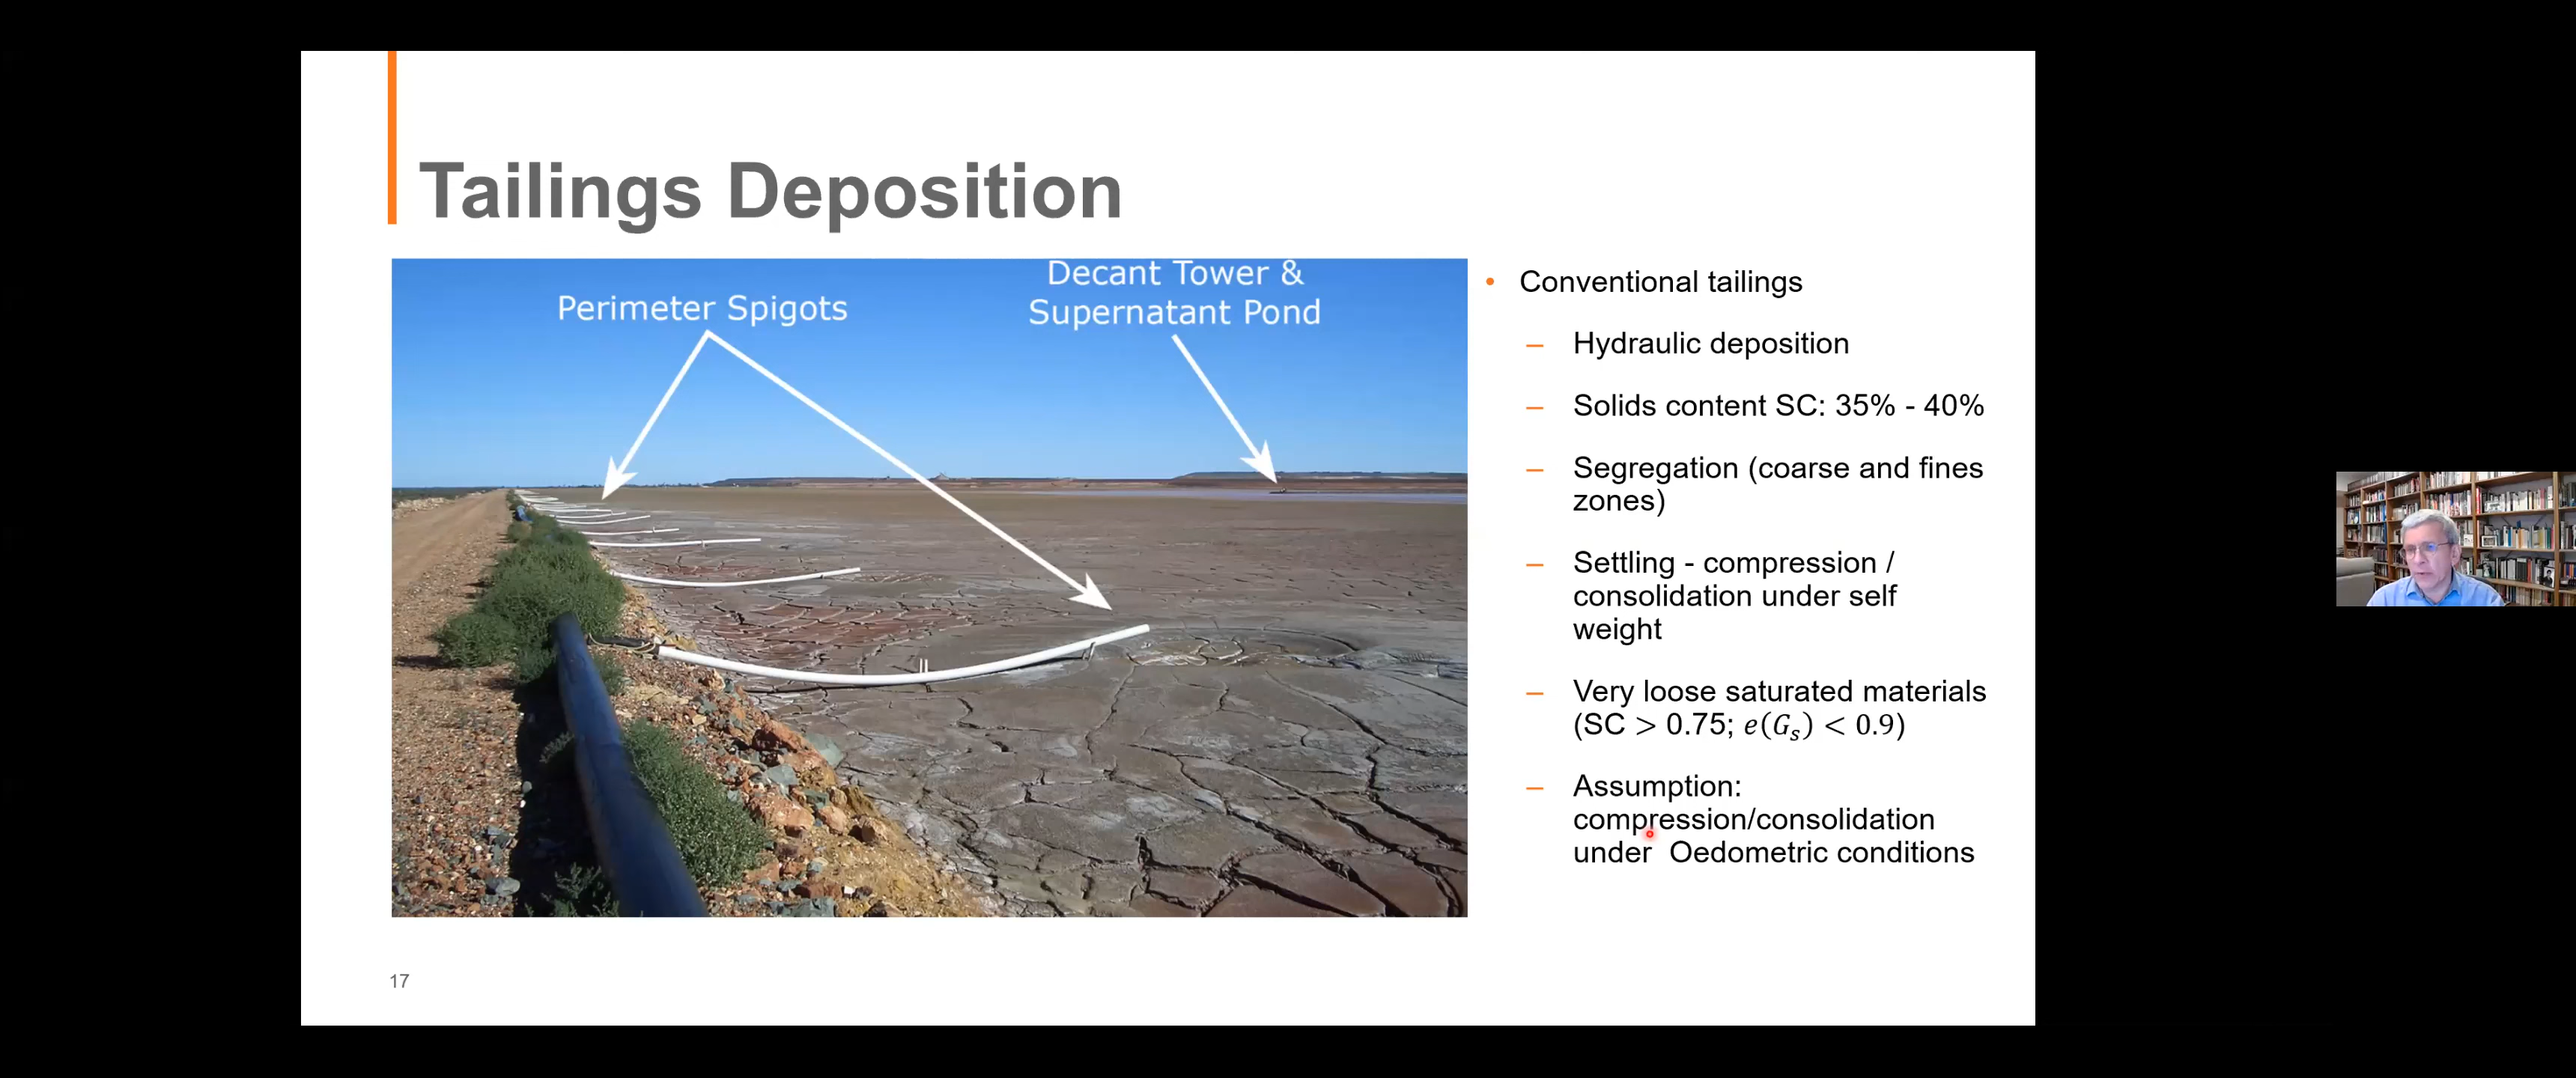 Tailings Deposition
Perimeter Spigots
Decant Tower &
Supernatant Pond
• Conventional tailings
– Hydraulic deposition
– Solids content SC: 35% - 40%
– Segregation (coarse and fines
zones)
– Settling - compression /
consolidation under self
weight
– Very loose saturated materials
(SC > 0.75; e(Gₛ) < 0.9)
– Assumption:
compression/consolidation
under  Oedometric conditions
17